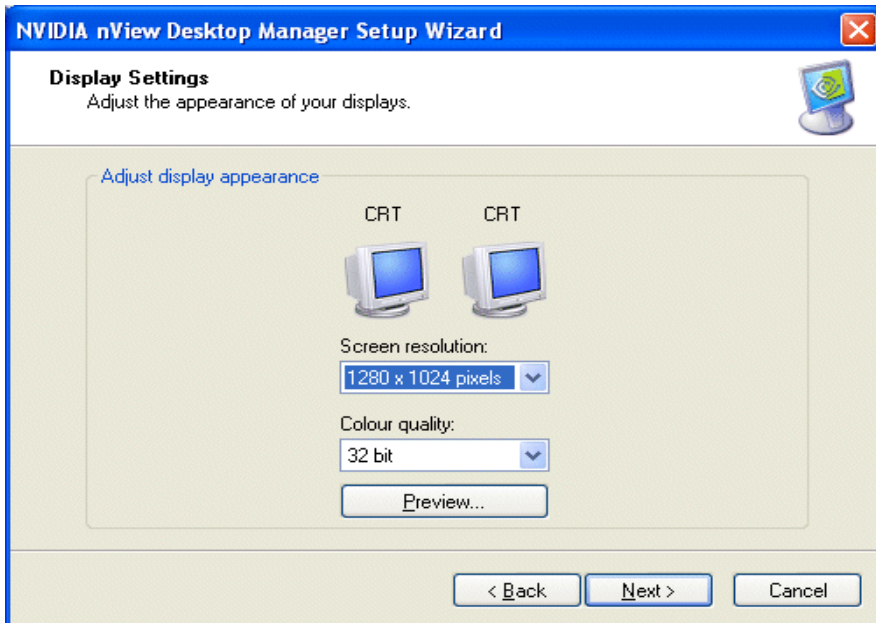 NVIDIA nView Desktop Manager Setup Wizard
Display Settings
Adjust the appearance of your displays.
Adjust display appearance
CRT CRT
Screen resolution:
1280 x 1024 pixels
Colour quality:
32 bit
Preview...
< Back Next > Cancel